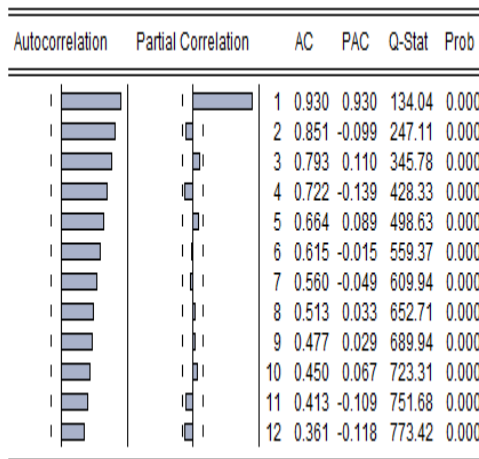 Autocorrelation Partial Correlation AC PAC Q-Stat Prob
1 0.930 0.930 134.04 0.000
2 0.851 -0.099 247.11 0.000
3 0.793 0.110 345.78 0.000
4 0.722 -0.139 428.33 0.000
5 0.664 0.089 498.63 0.000
6 0.615 -0.015 559.37 0.000
7 0.560 -0.049 609.94 0.000
8 0.513 0.033 652.71 0.000
9 0.477 0.029 689.94 0.000
10 0.450 0.067 723.31 0.000
11 0.413 -0.109 751.68 0.000
12 0.361 -0.118 773.42 0.000